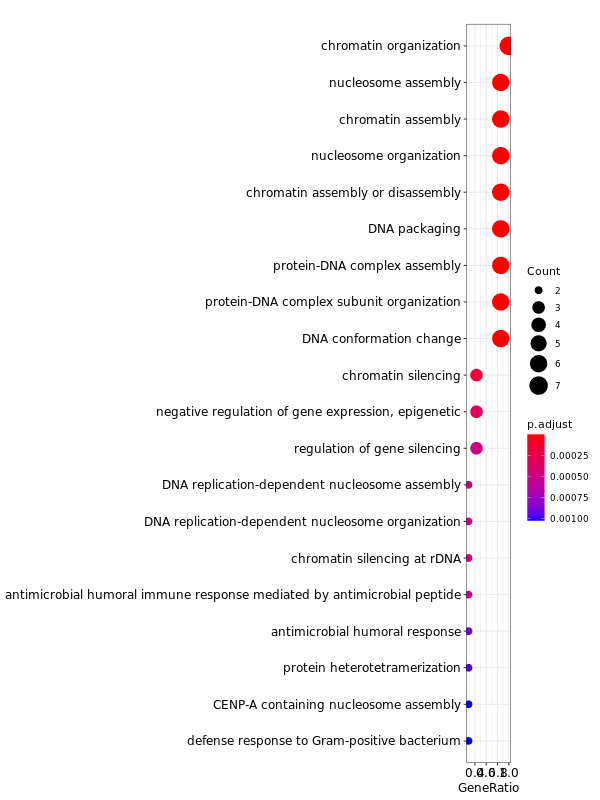 chromatin organization
nucleosome assembly
chromatin assembly
nucleosome organization
chromatin assembly or disassembly
DNA packaging
protein-DNA complex assembly
protein-DNA complex subunit organization
DNA conformation change
chromatin silencing
negative regulation of gene expression, epigenetic
regulation of gene silencing
DNA replication-dependent nucleosome assembly
DNA replication-dependent nucleosome organization
chromatin silencing at rDNA
antimicrobial humoral immune response mediated by antimicrobial peptide
antimicrobial humoral response
protein heterotetramerization
CENP-A containing nucleosome assembly
defense response to Gram-positive bacterium
GeneRatio
Count
2
3
4
5
6
7
p.adjust
0.00025
0.00050
0.00075
0.00100